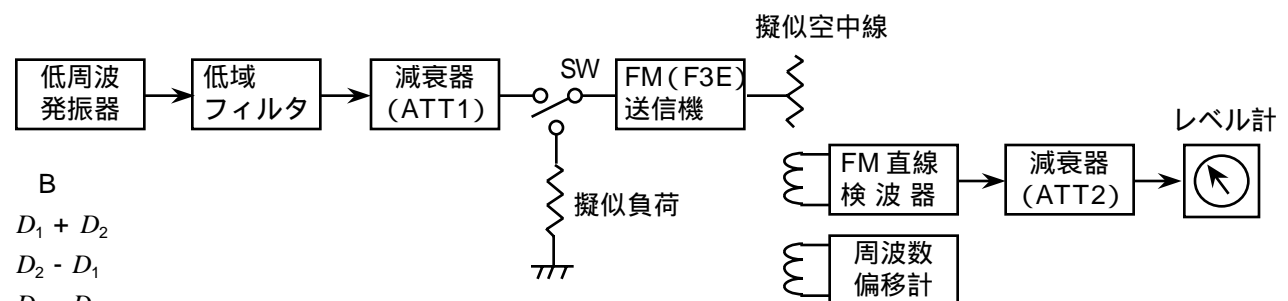 擬似空中線
低周波
発振器
低域
フィルタ
減衰器
(ATT1)
SW
FM(F3E)
送信機
レベル計
FM 直線
検 波 器
減衰器
(ATT2)
擬似負荷
周波数
偏移計
B
D₁ + D₂
D₂ - D₁